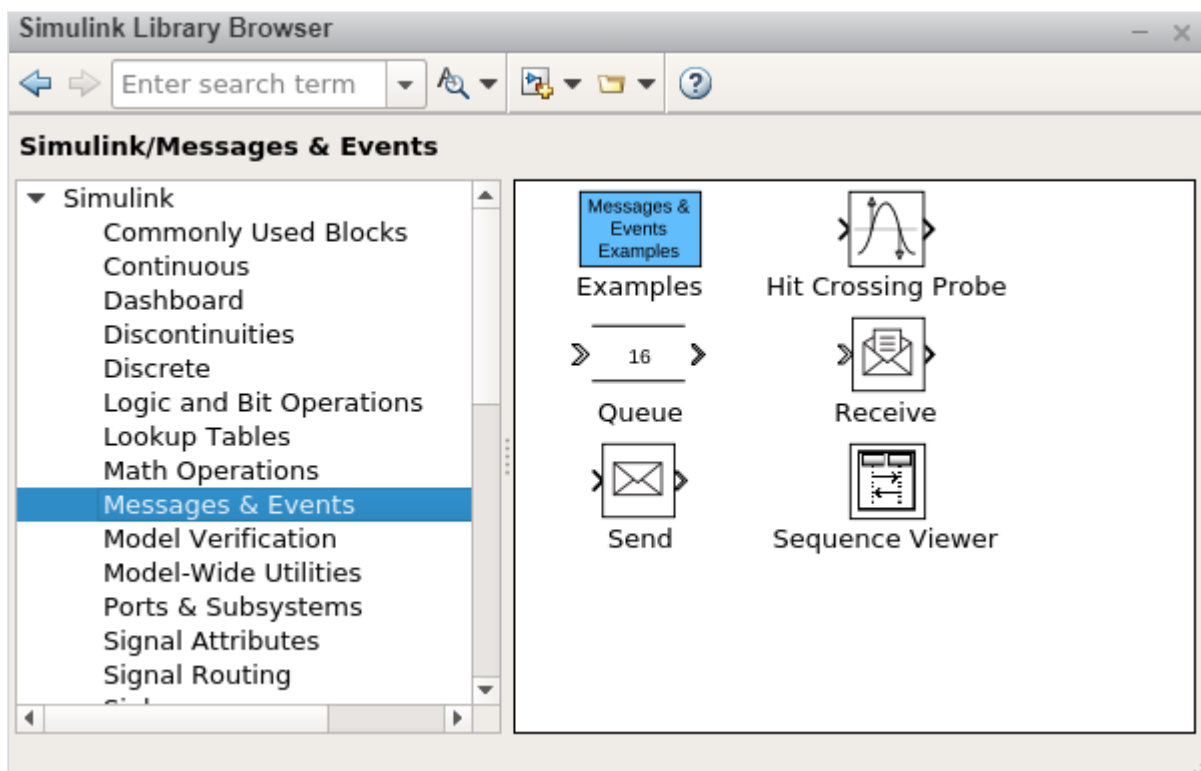 Simulink Library Browser
Enter search term
Simulink/Messages & Events
Simulink
Commonly Used Blocks
Continuous
Dashboard
Discontinuities
Discrete
Logic and Bit Operations
Lookup Tables
Math Operations
Messages & Events
Model Verification
Model-Wide Utilities
Ports & Subsystems
Signal Attributes
Signal Routing
Messages &
Events
Examples
Examples
Hit Crossing Probe
16
Queue
Receive
Send
Sequence Viewer